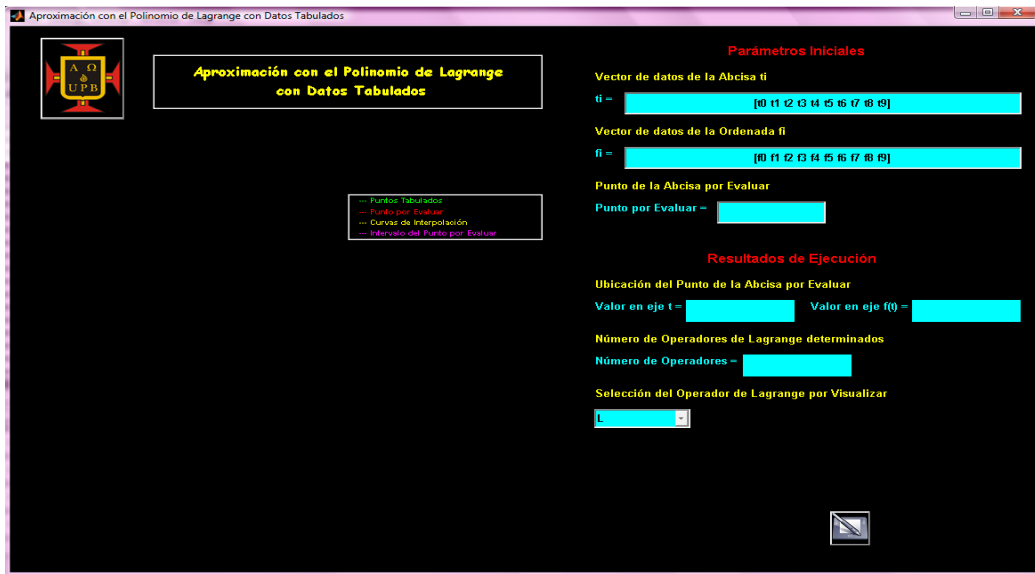 Aproximación con el Polinomio de Lagrange con Datos Tabulados
Α Ω
UPB
Aproximación con el Polinomio de Lagrange
con Datos Tabulados
--- Puntos Tabulados
--- Punto por Evaluar
--- Curvas de Interpolación
--- Intervalo del Punto por Evaluar
Parámetros Iniciales
Vector de datos de la Abcisa ti
ti = [t0 t1 t2 t3 t4 t5 t6 t7 t8 t9]
Vector de datos de la Ordenada fi
fi = [f0 f1 f2 f3 f4 f5 f6 f7 f8 f9]
Punto de la Abcisa por Evaluar
Punto por Evaluar =
Resultados de Ejecución
Ubicación del Punto de la Abcisa por Evaluar
Valor en eje t = Valor en eje f(t) =
Número de Operadores de Lagrange determinados
Número de Operadores =
Selección del Operador de Lagrange por Visualizar
L